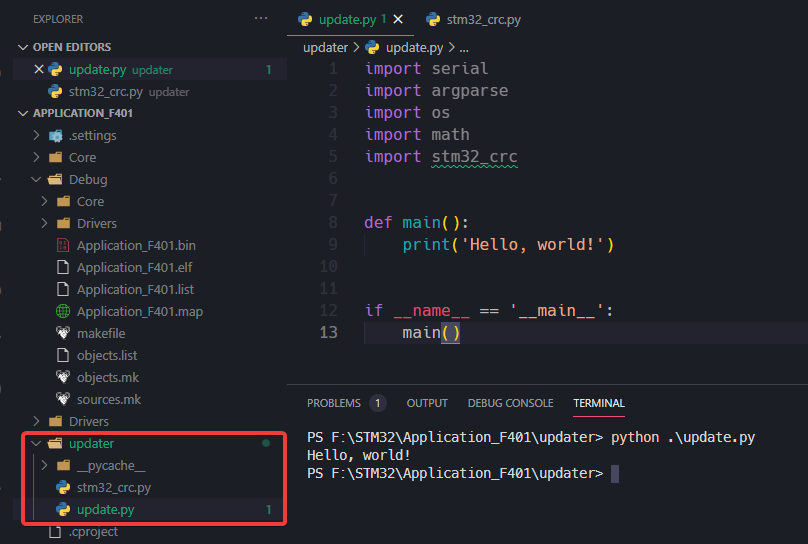 EXPLORER
OPEN EDITORS
update.py updater 1
stm32_crc.py updater
APPLICATION_F401
.settings
Core
Debug
Core
Drivers
Application_F401.bin
Application_F401.elf
Application_F401.list
Application_F401.map
makefile
objects.list
objects.mk
sources.mk
Drivers
updater
__pycache__
stm32_crc.py
update.py 1
.cproject
update.py 1
stm32_crc.py
updater > update.py > ...
1 import serial
2 import argparse
3 import os
4 import math
5 import stm32_crc
6
7
8 def main():
9 print('Hello, world!')
10
11
12 if __name__ == '__main__':
13 main()
PROBLEMS 1 OUTPUT DEBUG CONSOLE TERMINAL
PS F:\STM32\Application_F401\updater> python .\update.py
Hello, world!
PS F:\STM32\Application_F401\updater>